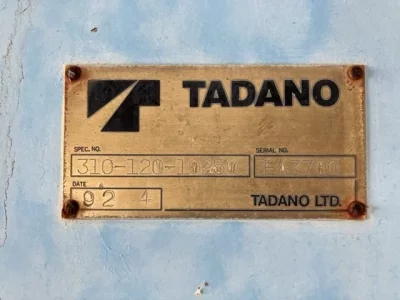 TADANO
SPEC. NO. SERIAL NO.
DATE
92 4
TADANO LTD.